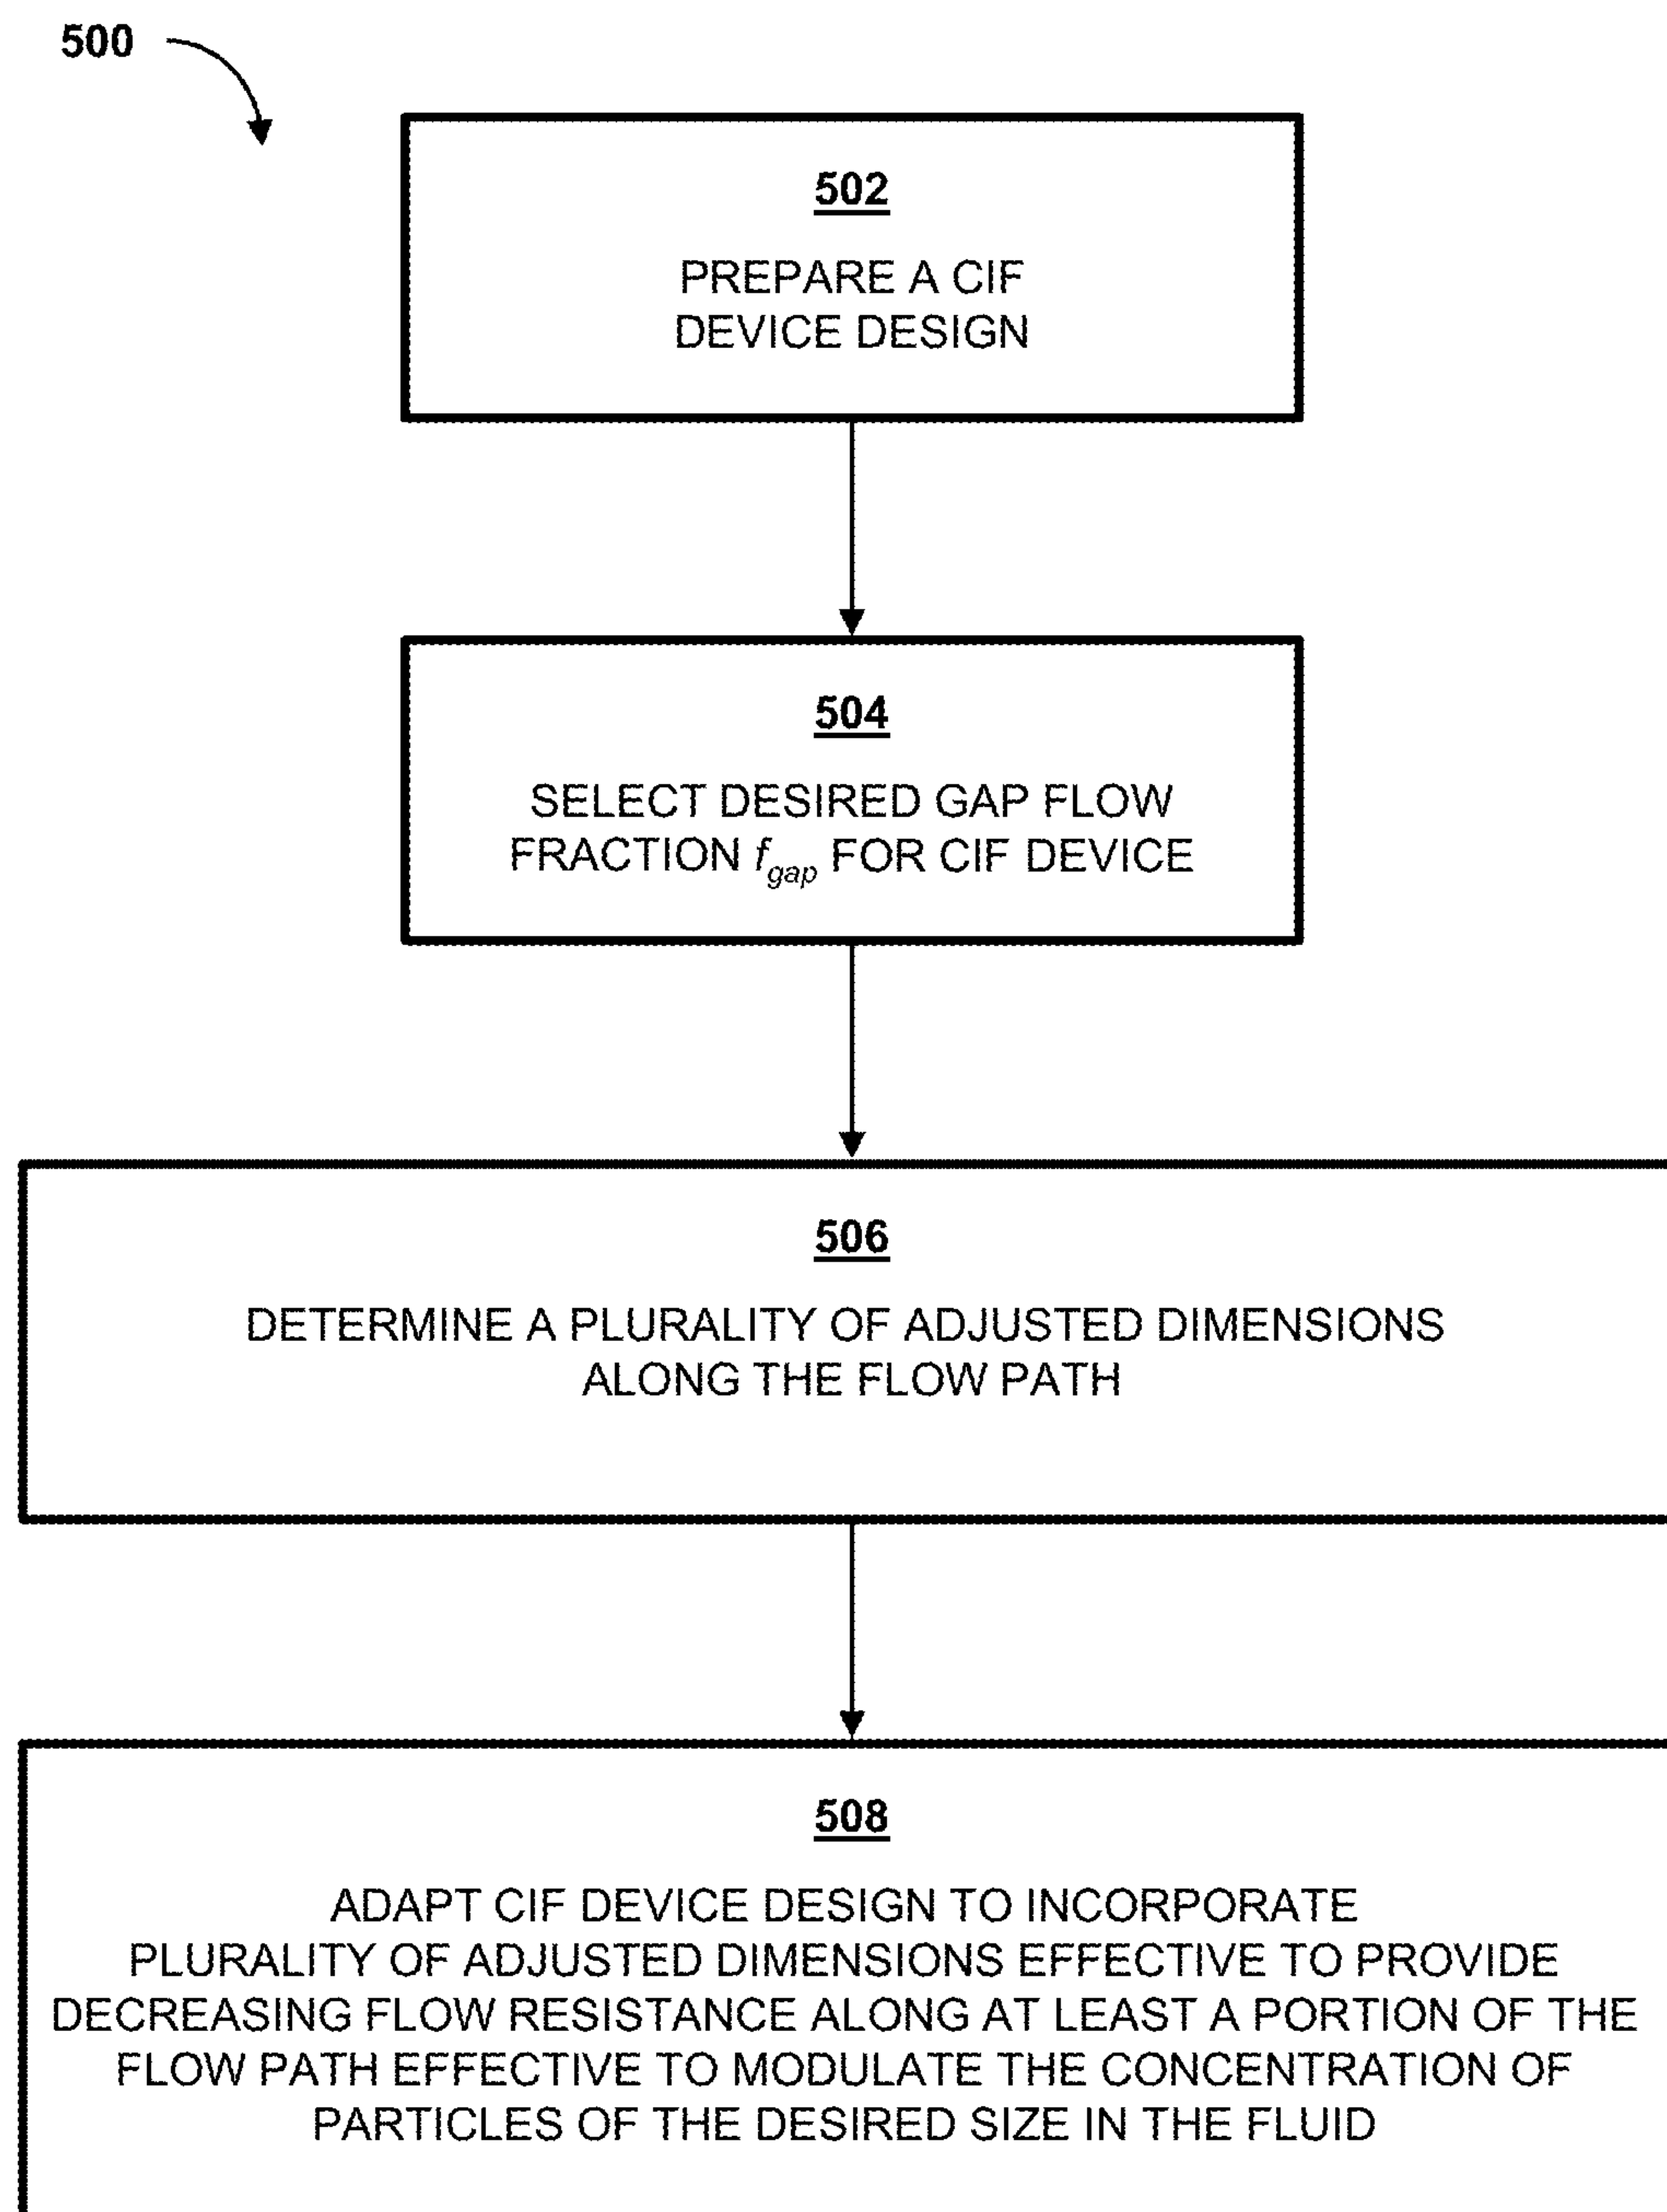 500
502
PREPARE A CIF
DEVICE DESIGN
504
SELECT DESIRED GAP FLOW
FRACTION f_gap FOR CIF DEVICE
506
DETERMINE A PLURALITY OF ADJUSTED DIMENSIONS
ALONG THE FLOW PATH
508
ADAPT CIF DEVICE DESIGN TO INCORPORATE
PLURALITY OF ADJUSTED DIMENSIONS EFFECTIVE TO PROVIDE
DECREASING FLOW RESISTANCE ALONG AT LEAST A PORTION OF THE
FLOW PATH EFFECTIVE TO MODULATE THE CONCENTRATION OF
PARTICLES OF THE DESIRED SIZE IN THE FLUID